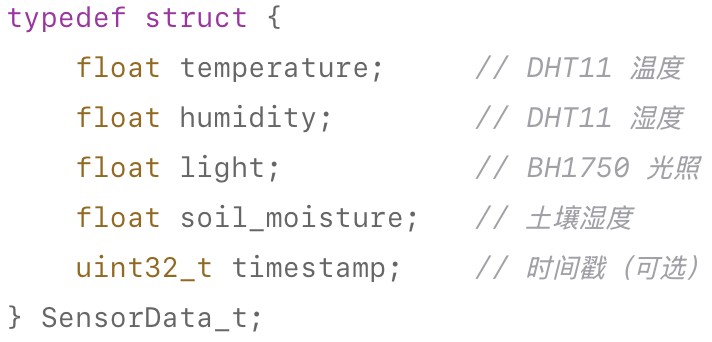 typedef struct {
    float temperature;     // DHT11 温度
    float humidity;        // DHT11 湿度
    float light;           // BH1750 光照
    float soil_moisture;   // 土壤湿度
    uint32_t timestamp;    // 时间戳（可选）
} SensorData_t;